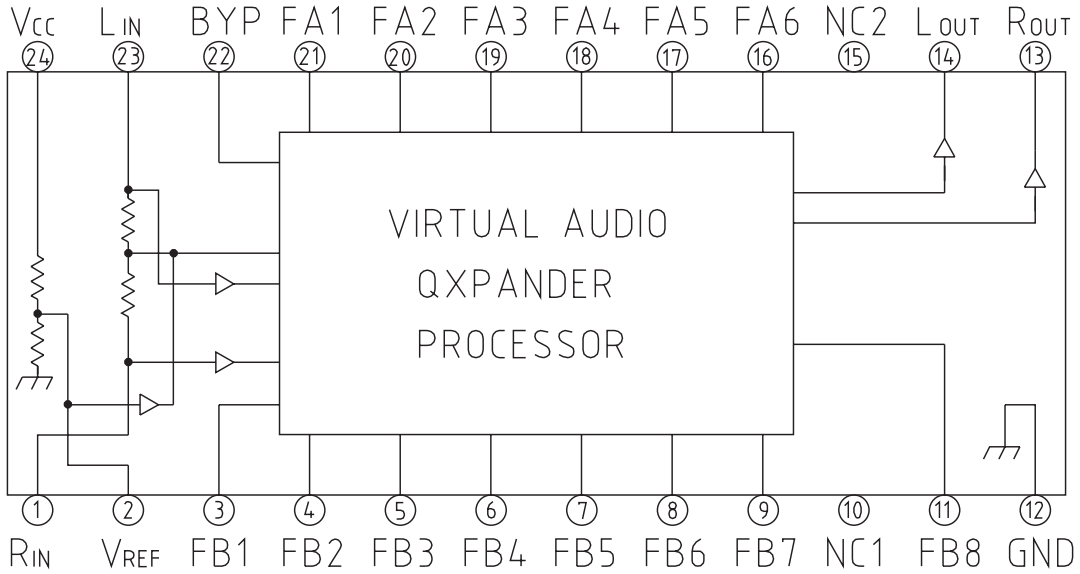 VCC LIN BYP FA1 FA2 FA3 FA4 FA5 FA6 NC2 LOUT ROUT
24 23 22 21 20 19 18 17 16 15 14 13
VIRTUAL AUDIO
QXPANDER
PROCESSOR
1 2 3 4 5 6 7 8 9 10 11 12
RIN VREF FB1 FB2 FB3 FB4 FB5 FB6 FB7 NC1 FB8 GND